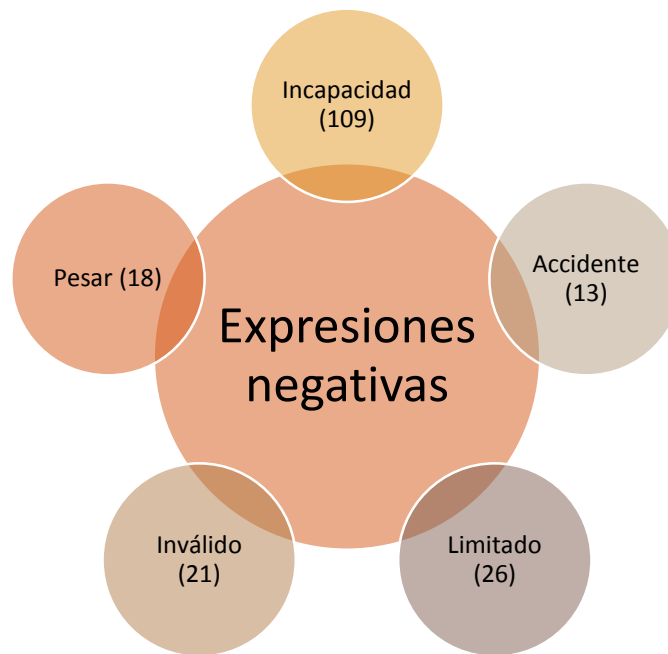 Incapacidad
(109)
Pesar (18)
Accidente
(13)
Expresiones
negativas
Inválido
(21)
Limitado
(26)